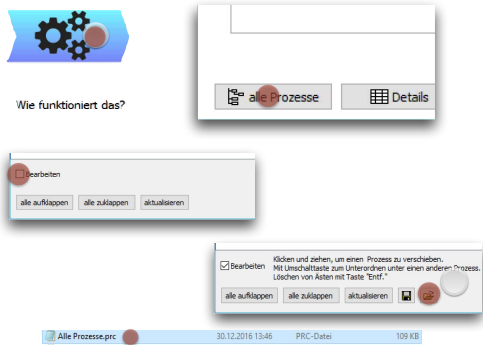 Wie funktioniert das?
alle Prozesse
Details
Bearbeiten
alle aufklappen
alle zuklappen
aktualisieren
Bearbeiten
Klicken und ziehen, um einen Prozess zu verschieben.
Mit Umschalttaste zum Unterordnen unter einen anderen Prozess.
Löschen von Ästen mit Taste "Entf."
alle aufklappen
alle zuklappen
aktualisieren
Alle Prozesse.prc
30.12.2016 13:46
PRC-Datei
109 KB